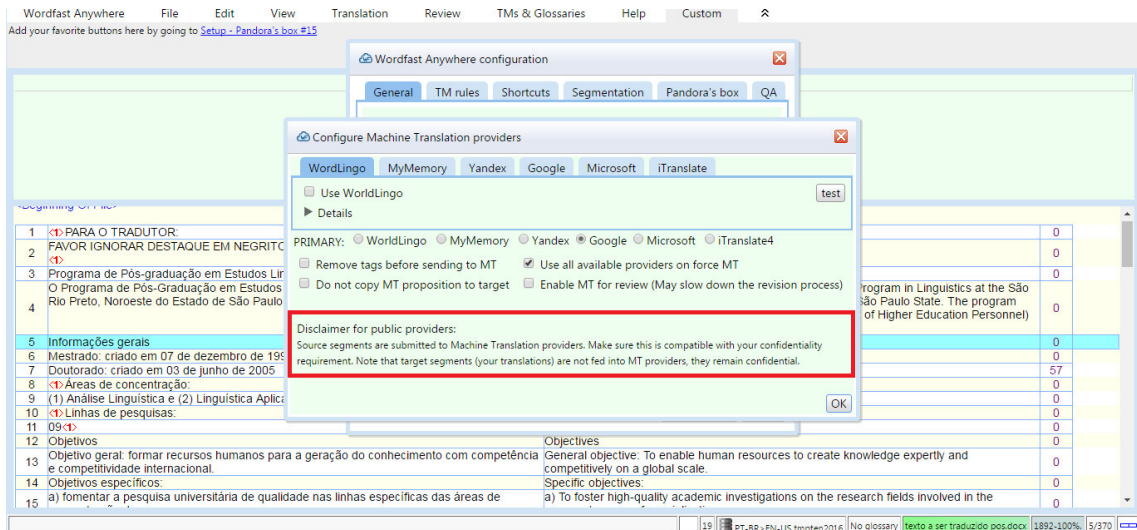 Wordfast Anywhere File Edit View Translation Review TMs & Glossaries Help Custom
Add your favorite buttons here by going to Setup - Pandora's box #15
Wordfast Anywhere configuration
General TM rules Shortcuts Segmentation Pandora's box QA
Configure Machine Translation providers
WordLingo MyMemory Yandex Google Microsoft iTranslate
Use WorldLingo test
Details
PRIMARY: WorldLingo MyMemory Yandex Google Microsoft iTranslate4
Remove tags before sending to MT Use all available providers on force MT
Do not copy MT proposition to target Enable MT for review (May slow down the revision process)
Disclaimer for public providers:
Source segments are submitted to Machine Translation providers. Make sure this is compatible with your confidentiality
requirement. Note that target segments (your translations) are not fed into MT providers, they remain confidential.
OK
1 <1>PARA O TRADUTOR: 0
2 FAVOR IGNORAR DESTAQUE EM NEGRITO 0
<1>
3 Programa de Pós-graduação em Estudos 0
4 O Programa de Pós-Graduação em Estudos Program in Linguistics at the São 0
Rio Preto, Noroeste do Estado de São Paulo São Paulo State. The program
of Higher Education Personnel)
5 Informações gerais 0
6 Mestrado: criado em 07 de dezembro de 0
7 Doutorado: criado em 03 de junho de 2005 57
8 <1>Áreas de concentração: 0
9 (1) Análise Linguística e (2) Linguística 0
10 <1>Linhas de pesquisas: 0
11 09<1> 0
12 Objetivos Objectives 0
13 Objetivo geral: formar recursos humanos para a geração do conhecimento com competência General objective: To enable human resources to create knowledge expertly and 0
e competitividade internacional. competitively on a global scale.
14 Objetivos específicos: Specific objectives: 0
15 a) fomentar a pesquisa universitária de qualidade nas linhas específicas das áreas de a) To foster high-quality academic investigations on the research fields involved in the 0
19 PT-BR>EN-US tmpten2016 No glossary texto a ser traduzido pos.docx 1892-100% 5/370